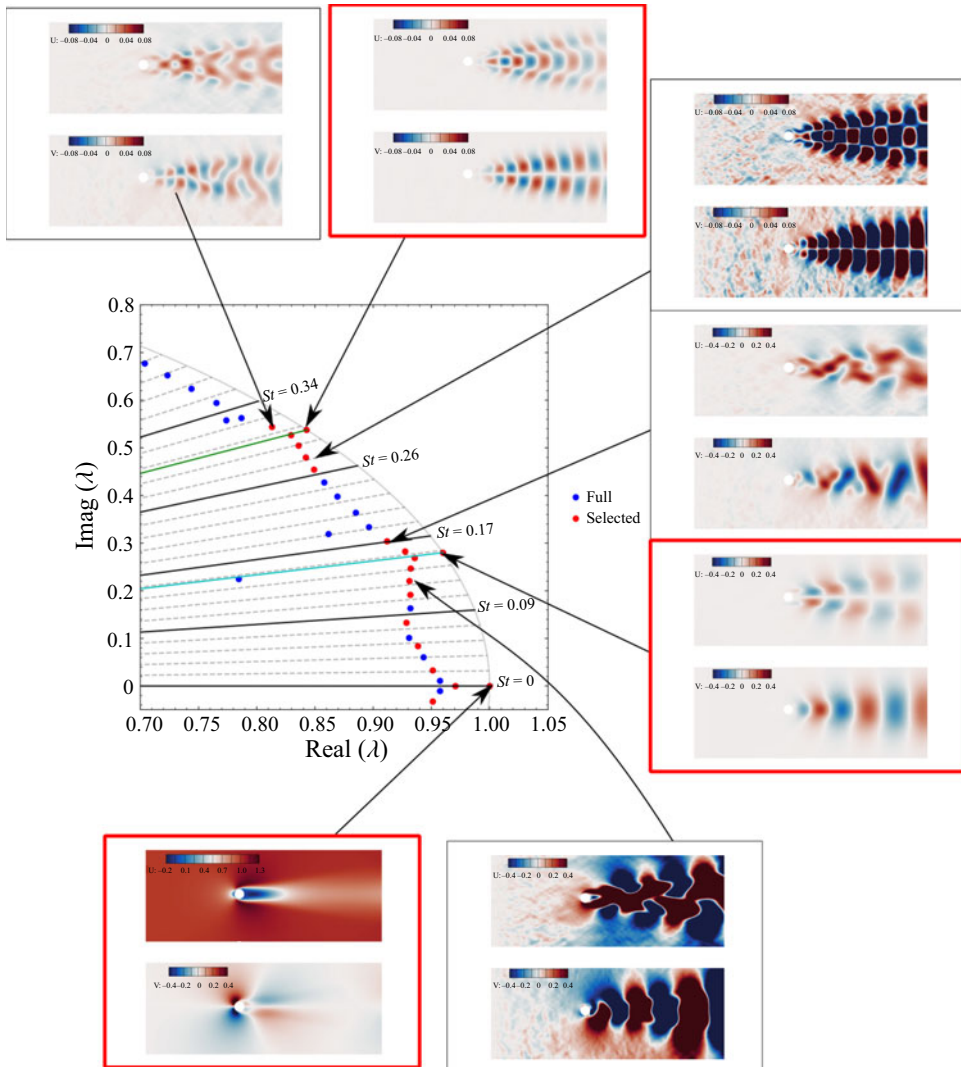 U: −0.08−0.04 0 0.04 0.08
V: −0.08−0.04 0 0.04 0.08
U: −0.08−0.04 0 0.04 0.08
V: −0.08−0.04 0 0.04 0.08
U: −0.08−0.04 0 0.04 0.08
V: −0.08−0.04 0 0.04 0.08
U: −0.4−0.2 0 0.2 0.4
V: −0.4−0.2 0 0.2 0.4
U: −0.4−0.2 0 0.2 0.4
V: −0.4−0.2 0 0.2 0.4
0.8
0.7
0.6
0.5
0.4
0.3
0.2
0.1
0
Imag (λ)
St = 0.34
St = 0.26
St = 0.17
St = 0.09
St = 0
Full
Selected
0.70 0.75 0.80 0.85 0.90 0.95 1.00 1.05
Real (λ)
U: −0.2 0.1 0.4 0.7 1.0 1.3
V: −0.4−0.2 0 0.2 0.4
U: −0.4−0.2 0 0.2 0.4
V: −0.4−0.2 0 0.2 0.4